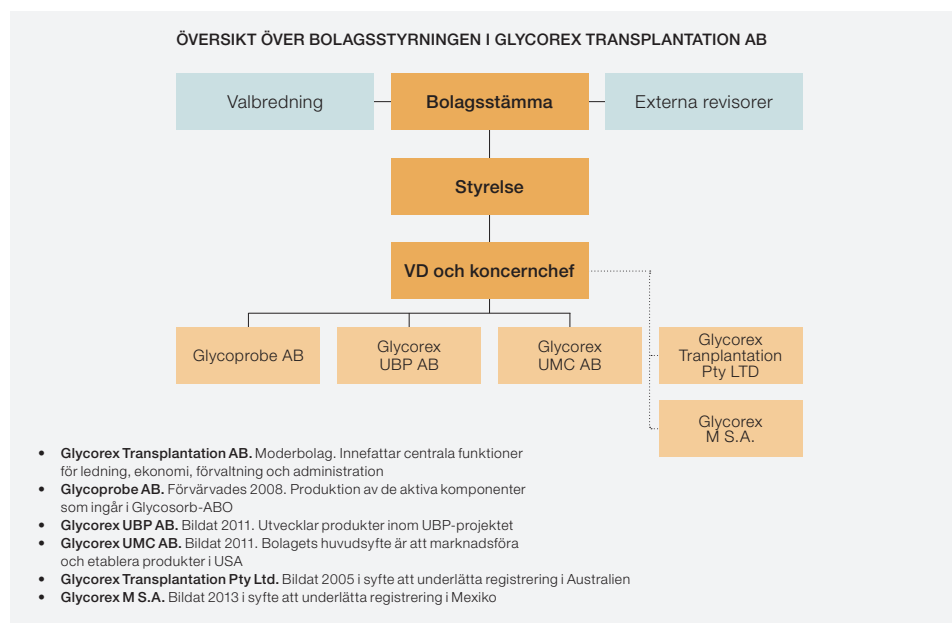 ÖVERSIKT ÖVER BOLAGSSTYRNINGEN I GLYCOREX TRANSPLANTATION AB
Valbredning
Bolagsstämma
Externa revisorer
Styrelse
VD och koncernchef
Glycoprobe AB
Glycorex
UBP AB
Glycorex
UMC AB
Glycorex
Tranplantation
Pty LTD
Glycorex
M S.A.
• Glycorex Transplantation AB. Moderbolag. Innefattar centrala funktioner
för ledning, ekonomi, förvaltning och administration
• Glycoprobe AB. Förvärvades 2008. Produktion av de aktiva komponenter
som ingår i Glycosorb-ABO
• Glycorex UBP AB. Bildat 2011. Utvecklar produkter inom UBP-projektet
• Glycorex UMC AB. Bildat 2011. Bolagets huvudsyfte är att marknadsföra
och etablera produkter i USA
• Glycorex Transplantation Pty Ltd. Bildat 2005 i syfte att underlätta registrering i Australien
• Glycorex M S.A. Bildat 2013 i syfte att underlätta registrering i Mexiko